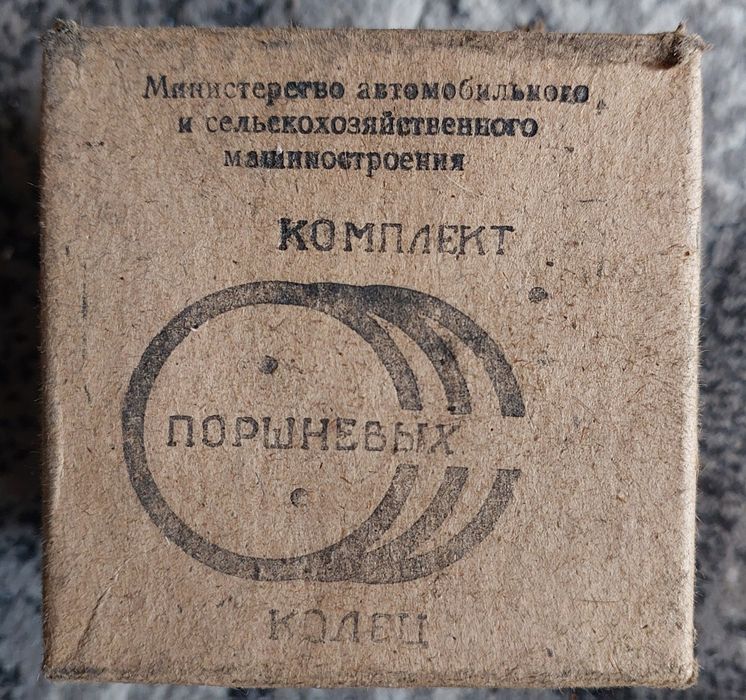 Министерство автомобильного
и сельскохозяйственного
машиностроения
КОМПЛЕКТ
ПОРШНЕВЫХ
КОЛЕЦ